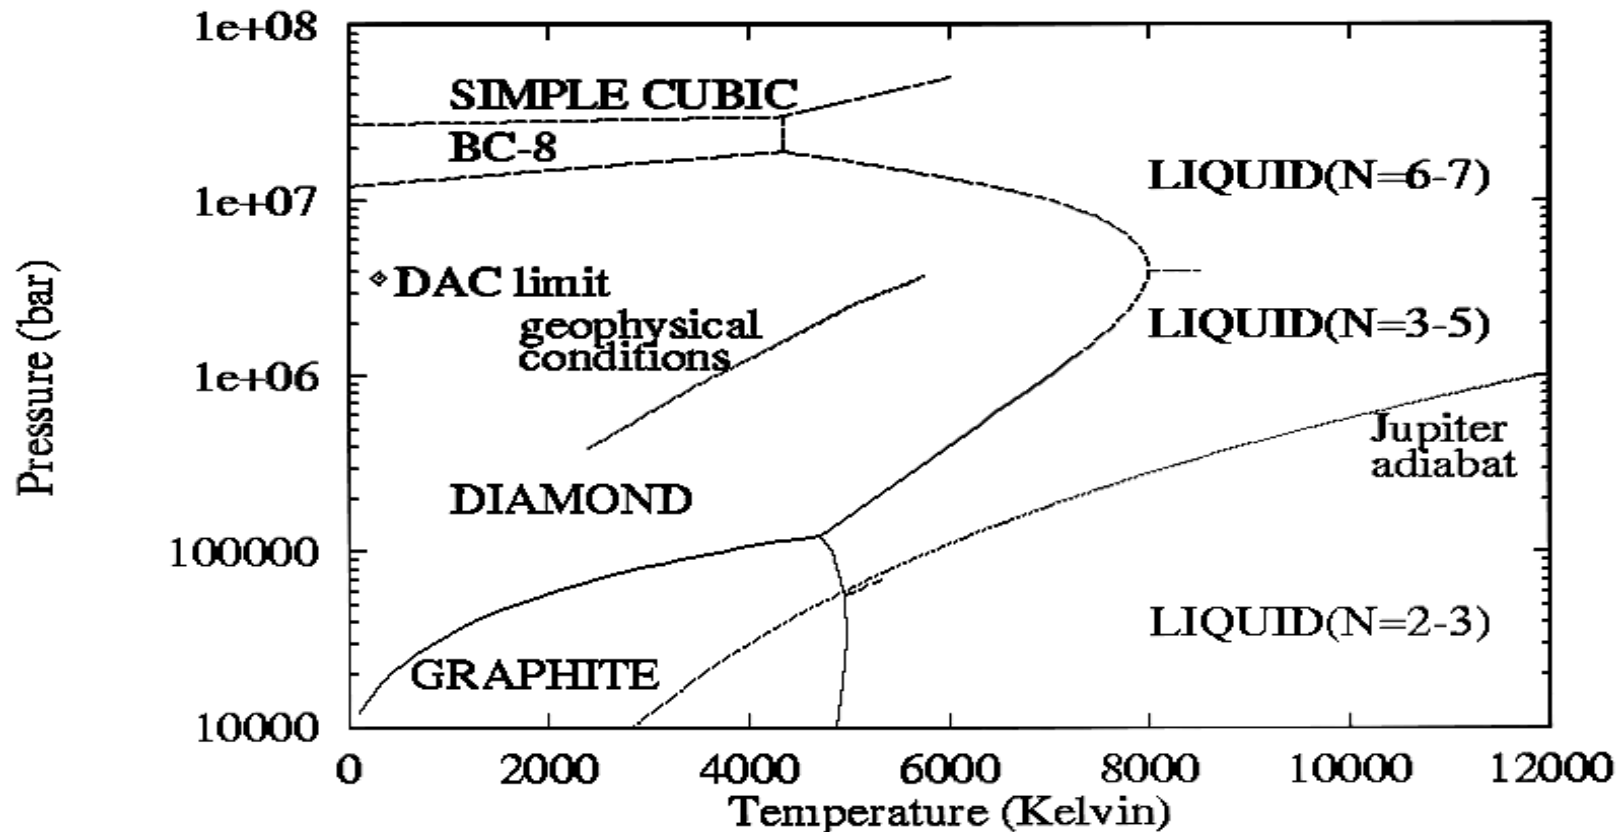 1e+08
SIMPLE CUBIC
BC-8
LIQUID(N=6-7)
1e+07
DAC limit
geophysical
conditions
LIQUID(N=3-5)
Pressure (bar)
1e+06
Jupiter
adiabat
DIAMOND
100000
LIQUID(N=2-3)
GRAPHITE
10000
0 2000 4000 6000 8000 10000 12000
Temperature (Kelvin)